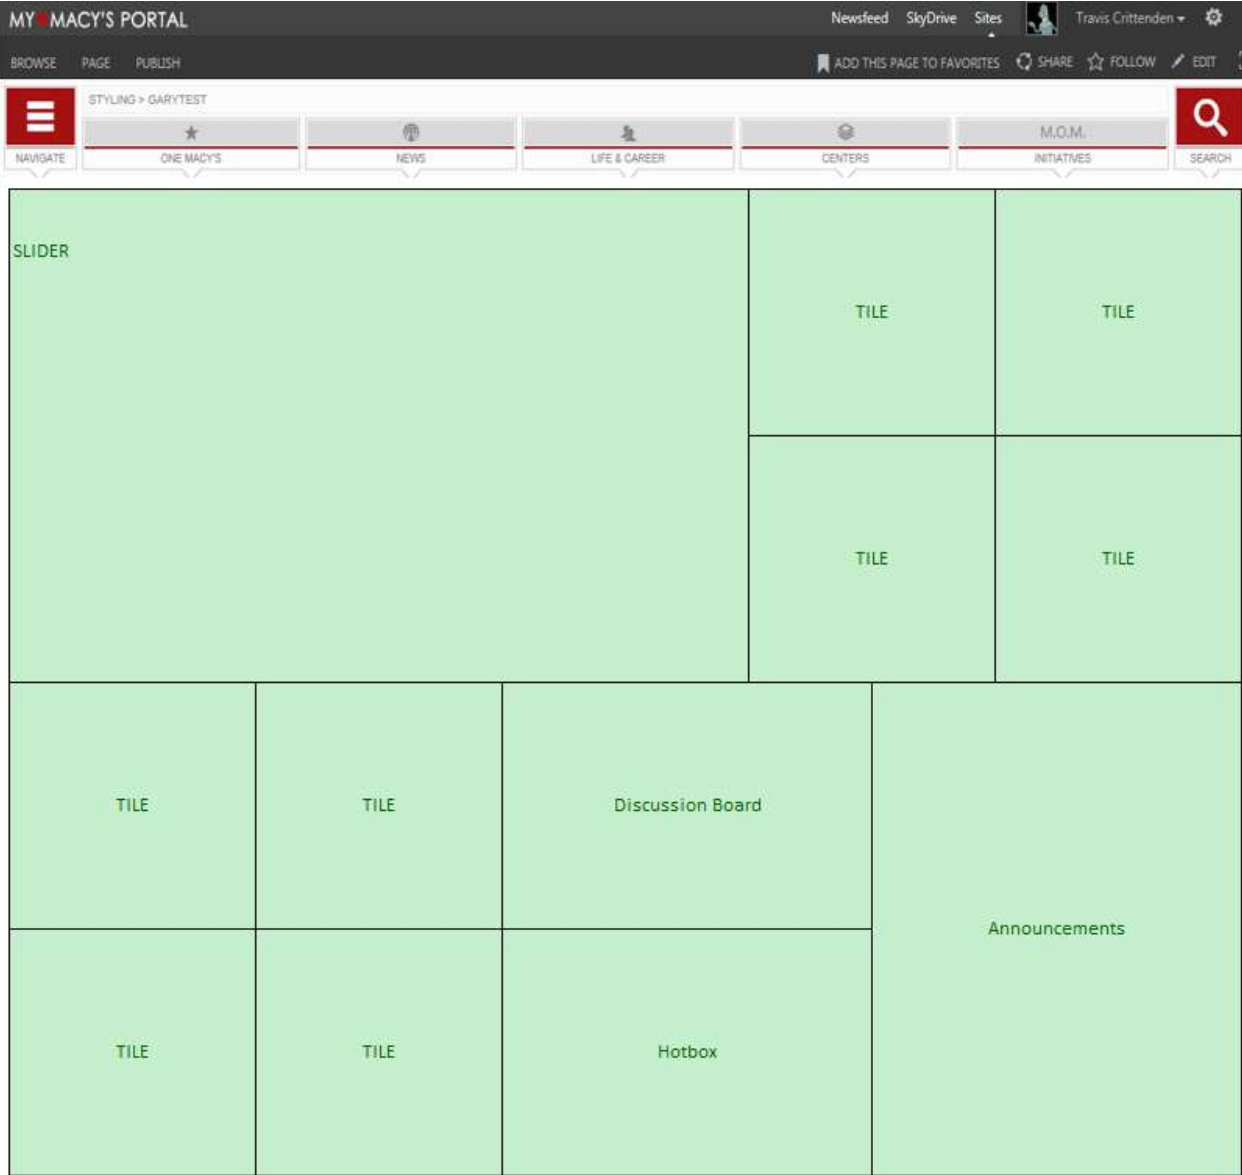 MY MACY'S PORTAL Newsfeed SkyDrive Sites Travis Crittenden
BROWSE PAGE PUBLISH ADD THIS PAGE TO FAVORITES SHARE FOLLOW EDIT
STYLING > GARYTEST
M.O.M.
NAVIGATE ONE MACY'S NEWS LIFE & CAREER CENTERS INITIATIVES SEARCH
SLIDER
TILE TILE
TILE TILE
TILE TILE Discussion Board
Announcements
TILE TILE Hotbox